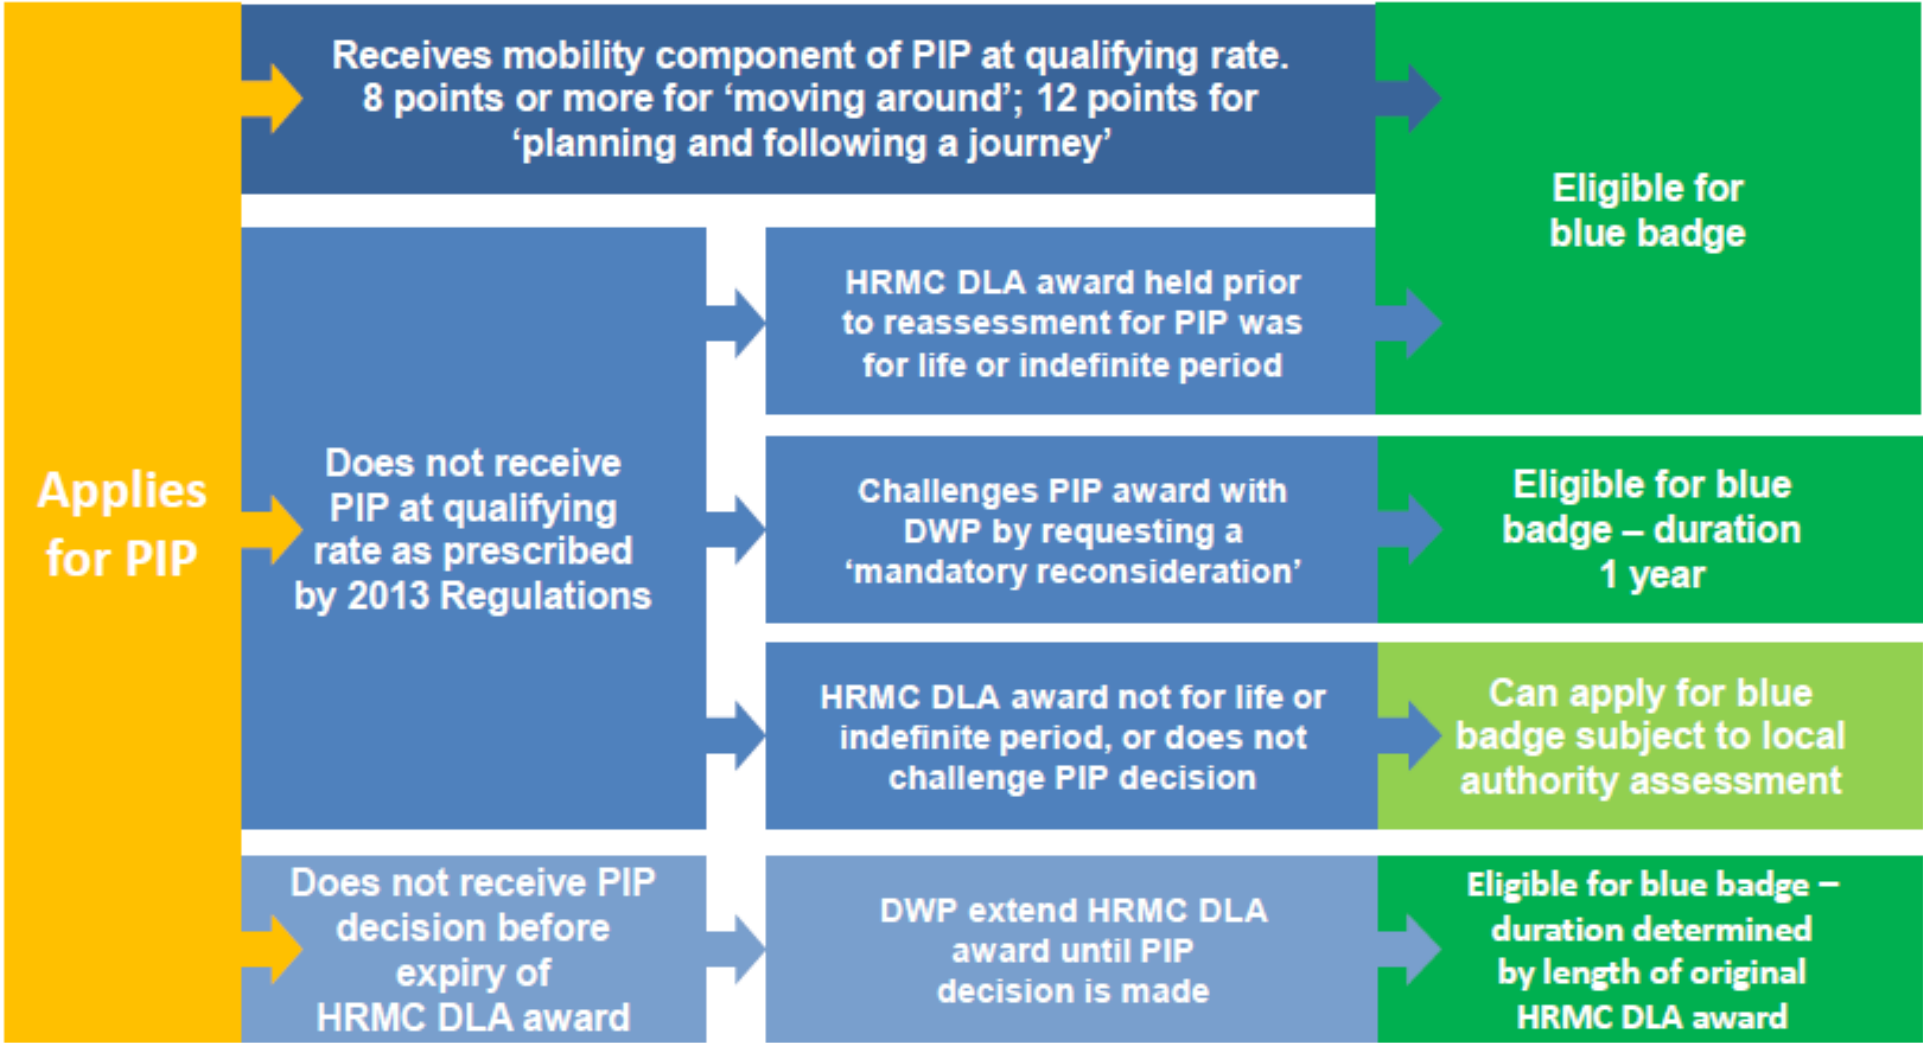 Applies
for PIP
Receives mobility component of PIP at qualifying rate.
8 points or more for ‘moving around’; 12 points for
‘planning and following a journey’
Eligible for
blue badge
Does not receive
PIP at qualifying
rate as prescribed
by 2013 Regulations
HRMC DLA award held prior
to reassessment for PIP was
for life or indefinite period
Challenges PIP award with
DWP by requesting a
‘mandatory reconsideration’
Eligible for blue
badge – duration
1 year
HRMC DLA award not for life or
indefinite period, or does not
challenge PIP decision
Can apply for blue
badge subject to local
authority assessment
Does not receive PIP
decision before
expiry of
HRMC DLA award
DWP extend HRMC DLA
award until PIP
decision is made
Eligible for blue badge –
duration determined
by length of original
HRMC DLA award